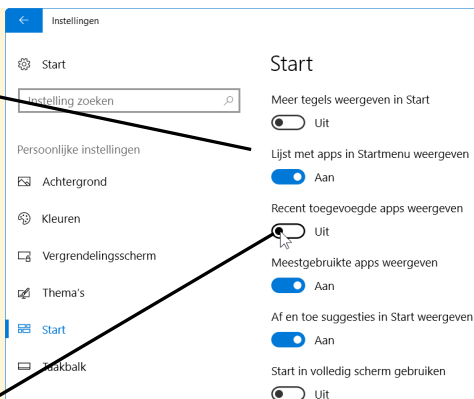 Instellingen
Start
Instelling zoeken
Persoonlijke instellingen
Achtergrond
Kleuren
Vergrendelingsscherm
Thema's
Start
Taakbalk
Start
Meer tegels weergeven in Start
Uit
Lijst met apps in Startmenu weergeven
Aan
Recent toegevoegde apps weergeven
Uit
Meestgebruikte apps weergeven
Aan
Af en toe suggesties in Start weergeven
Aan
Start in volledig scherm gebruiken
Uit